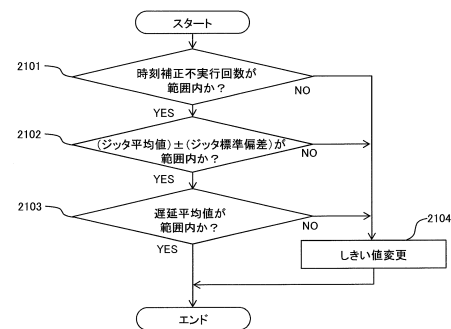 スタート
2101
時刻補正不実行回数が
範囲内か？
NO
YES
2102
(ジッタ平均値)±(ジッタ標準偏差)が
範囲内か？
NO
YES
2103
遅延平均値が
範囲内か？
NO
YES
2104
しきい値変更
エンド